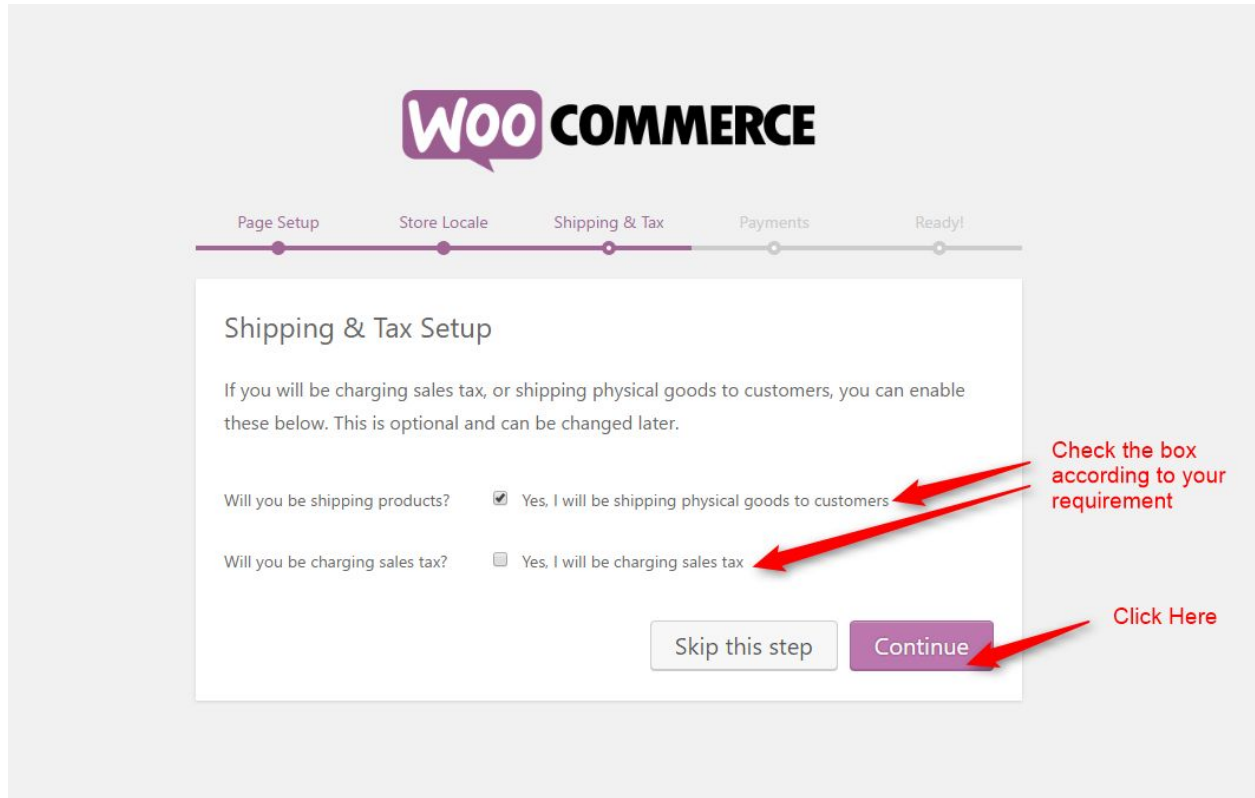 WOO COMMERCE
Page Setup Store Locale Shipping & Tax Payments Ready!
Shipping & Tax Setup
If you will be charging sales tax, or shipping physical goods to customers, you can enable
these below. This is optional and can be changed later.
Check the box
according to your
requirement
Will you be shipping products? Yes, I will be shipping physical goods to customers
Will you be charging sales tax? Yes, I will be charging sales tax
Click Here
Skip this step Continue